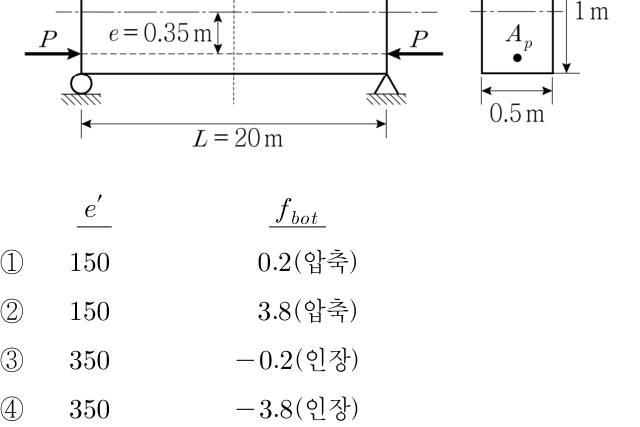 1 m
P e = 0.35 m P A_p
0.5 m
L = 20 m
e′ f_bot
① 150 0.2(압축)
② 150 3.8(압축)
③ 350 −0.2(인장)
④ 350 −3.8(인장)